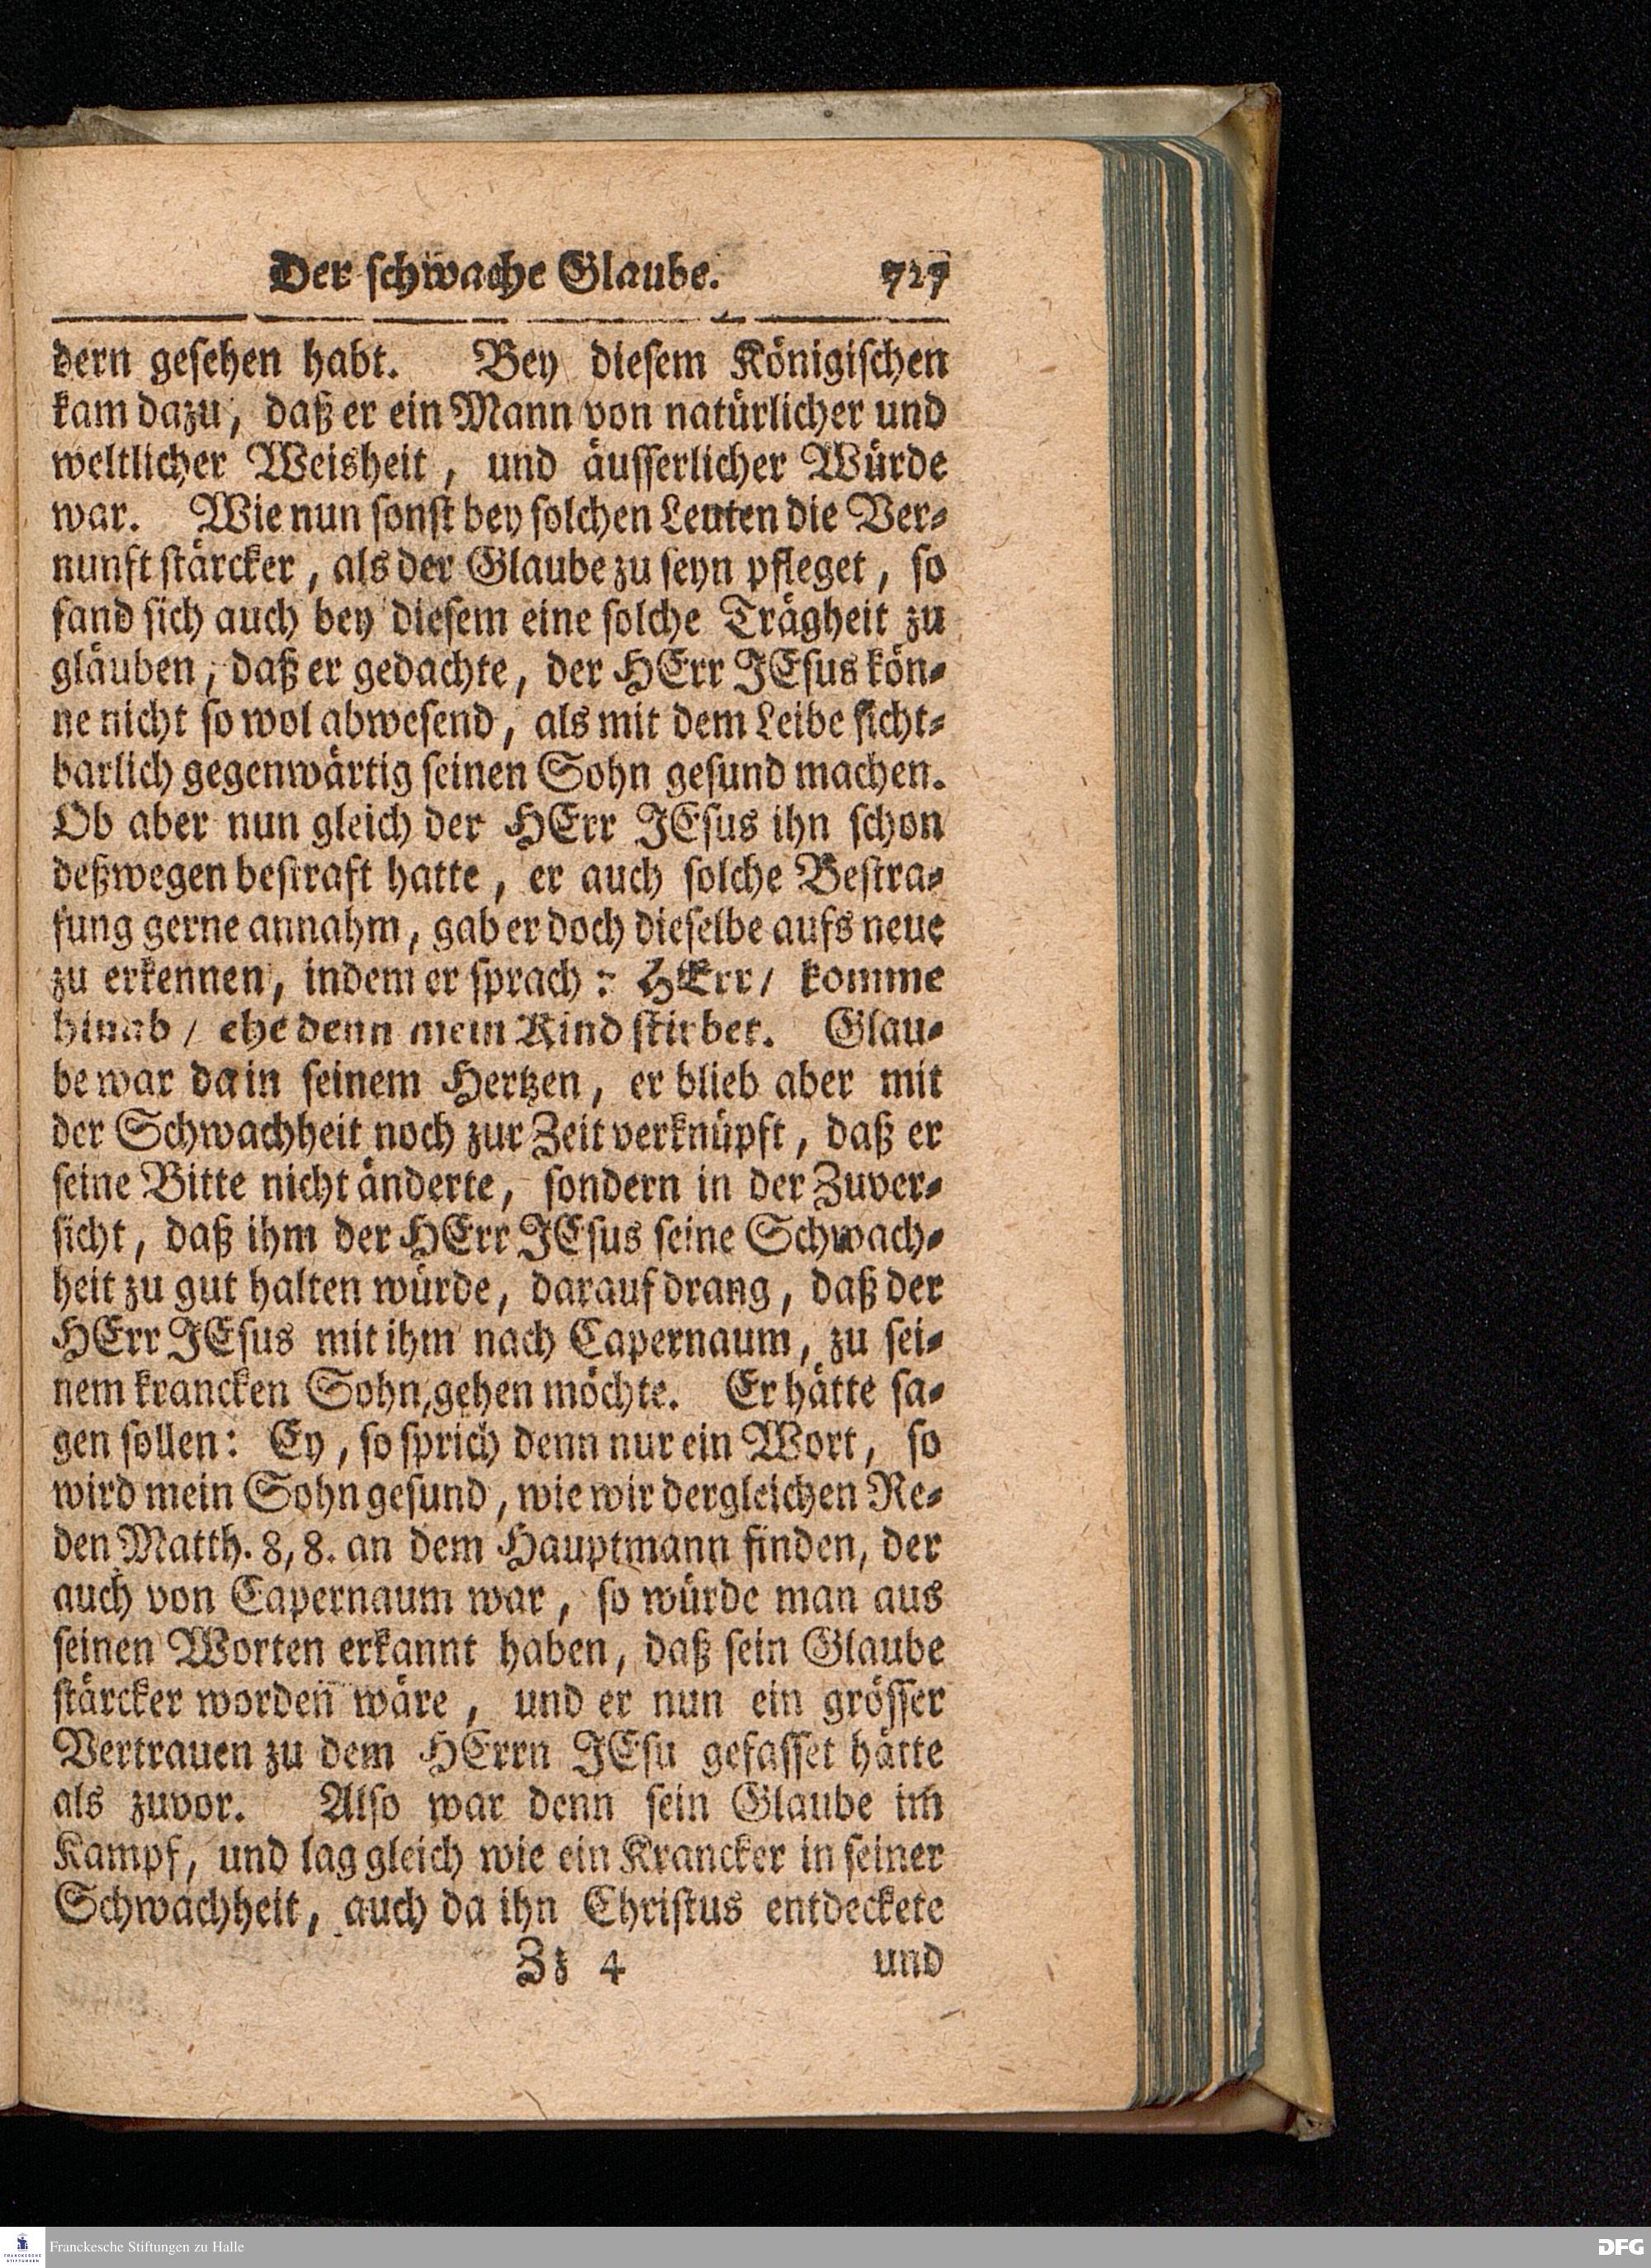 Der schwache Glaube. 727
dern gesehen habt. Bey diesem Königischen
kam dazu, daß er ein Mann von natürlicher und
weltlicher Weisheit, und äusserlicher Würde
war. Wie nun sonst bey solchen Leuten die Ver-
nunft stärcker, als der Glaube zu seyn pfleget, so
fand sich auch bey diesem eine solche Trägheit zu
gläuben, daß er gedachte, der HErr JEsus kön-
ne nicht so wol abwesend, als mit dem Leibe sicht-
barlich gegenwärtig seinen Sohn gesund machen.
Ob aber nun gleich der HErr JEsus ihn schon
deßwegen bestraft hatte, er auch solche Bestra-
fung gerne annahm, gab er doch dieselbe aufs neue
zu erkennen, indem er sprach: HErr/ komme
hinab / ehe denn mein Kind stirbet. Glau-
be war da in seinem Hertzen, er blieb aber mit
der Schwachheit noch zur Zeit verknüpft, daß er
seine Bitte nicht änderte, sondern in der Zuver-
sicht, daß ihm der HErr JEsus seine Schwach-
heit zu gut halten würde, darauf drang, daß der
HErr JEsus mit ihm nach Capernaum, zu sei-
nem krancken Sohn, gehen möchte. Er hätte sa-
gen sollen: Ey, so sprich denn nur ein Wort, so
wird mein Sohn gesund, wie wir dergleichen Re-
den Matth. 8, 8. an dem Hauptmann finden, der
auch von Capernaum war, so würde man aus
seinen Worten erkannt haben, daß sein Glaube
stärcker worden wäre, und er nun ein grösser
Vertrauen zu dem HErrn JEsu gefasset hätte
als zuvor. Also war denn sein Glaube im
Kampf, und lag gleich wie ein Krancker in seiner
Schwachheit, auch da ihn Christus entdeckete
Zz 4 und
FRANCKESCHE STIFTUNGEN
Franckesche Stiftungen zu Halle
DFG